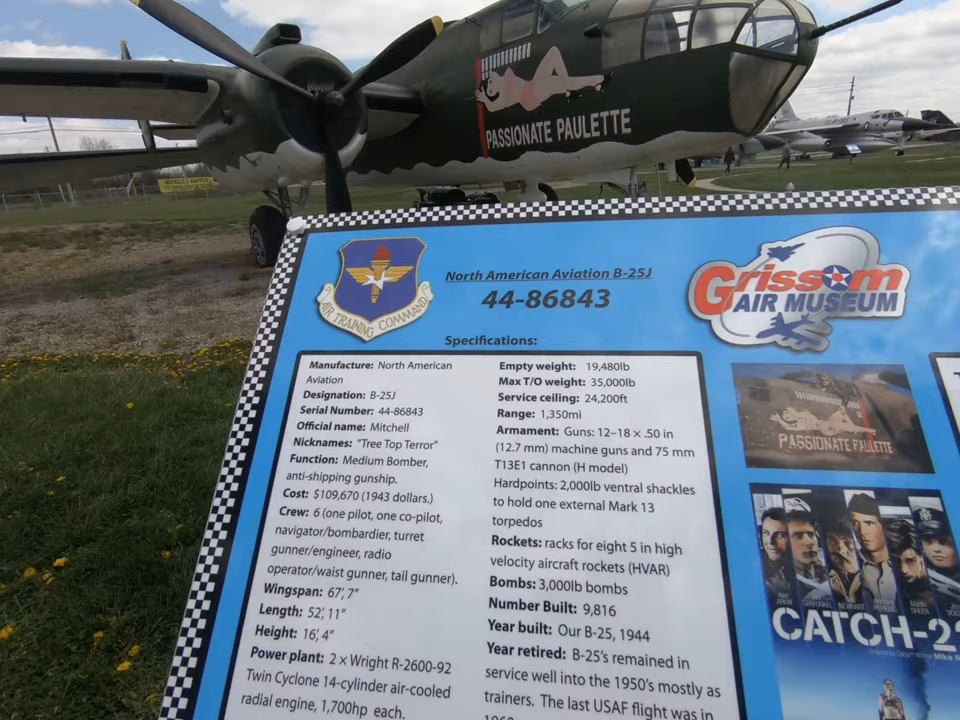 PASSIONATE PAULETTE
AIR TRAINING COMMAND
North American Aviation B-25J
44-86843
Grissom
AIR MUSEUM
Specifications:
Manufacture: North American
Aviation
Designation: B-25J
Serial Number: 44-86843
Official name: Mitchell
Nicknames: "Tree Top Terror"
Function: Medium Bomber,
anti-shipping gunship.
Cost: $109,670 (1943 dollars.)
Crew: 6 (one pilot, one co-pilot,
navigator/bombardier, turret
gunner/engineer, radio
operator/waist gunner, tail gunner).
Wingspan: 67', 7"
Length: 52', 11"
Height: 16', 4"
Power plant: 2 × Wright R-2600-92
Twin Cyclone 14-cylinder air-cooled
radial engine, 1,700hp each.
Empty weight: 19,480lb
Max T/O weight: 35,000lb
Service ceiling: 24,200ft
Range: 1,350mi
Armament: Guns: 12–18 × .50 in
(12.7 mm) machine guns and 75 mm
T13E1 cannon (H model)
Hardpoints: 2,000lb ventral shackles
to hold one external Mark 13
torpedos
Rockets: racks for eight 5 in high
velocity aircraft rockets (HVAR)
Bombs: 3,000lb bombs
Number Built: 9,816
Year built: Our B-25, 1944
Year retired: B-25's remained in
service well into the 1950's mostly as
trainers. The last USAF flight was in
PASSIONATE PAULETTE
CATCH-2